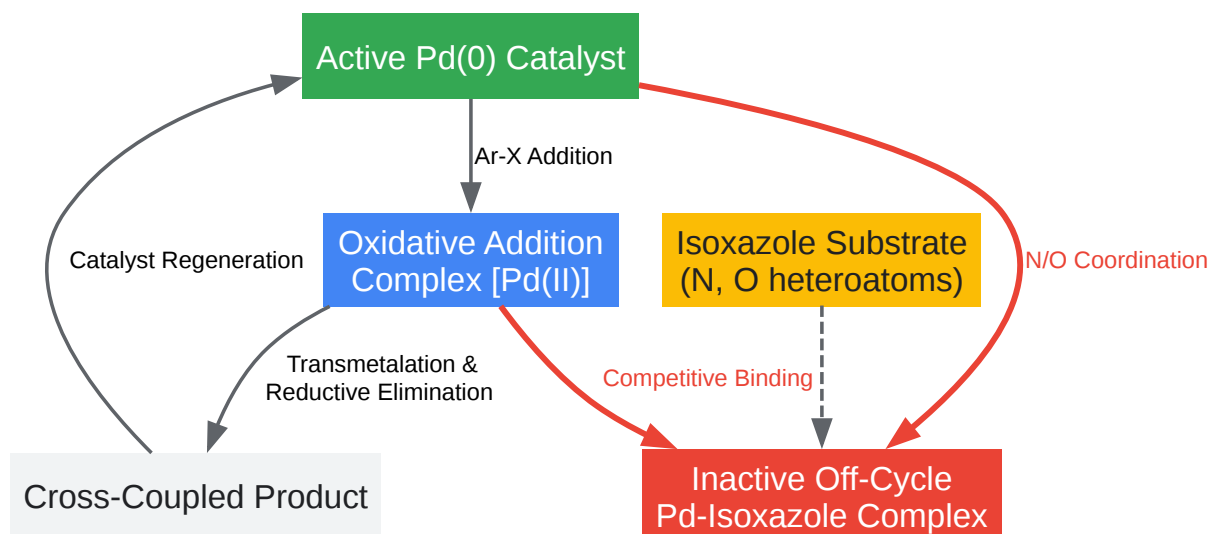 Active Pd(0) Catalyst
Ar-X Addition
Oxidative Addition
Complex [Pd(II)]
Isoxazole Substrate
(N, O heteroatoms)
Catalyst Regeneration
N/O Coordination
Transmetalation &
Reductive Elimination
Competitive Binding
Cross-Coupled Product
Inactive Off-Cycle
Pd-Isoxazole Complex